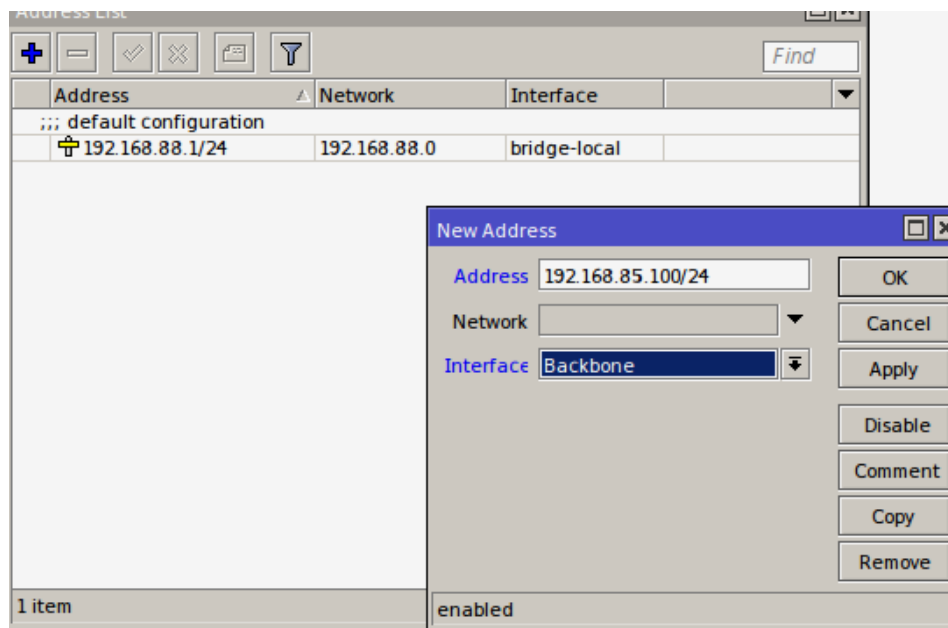 Address List
Find
Address Network Interface
;;; default configuration
192.168.88.1/24 192.168.88.0 bridge-local
1 item
New Address
Address 192.168.85.100/24
OK
Network
Cancel
Interface Backbone
Apply
Disable
Comment
Copy
Remove
enabled